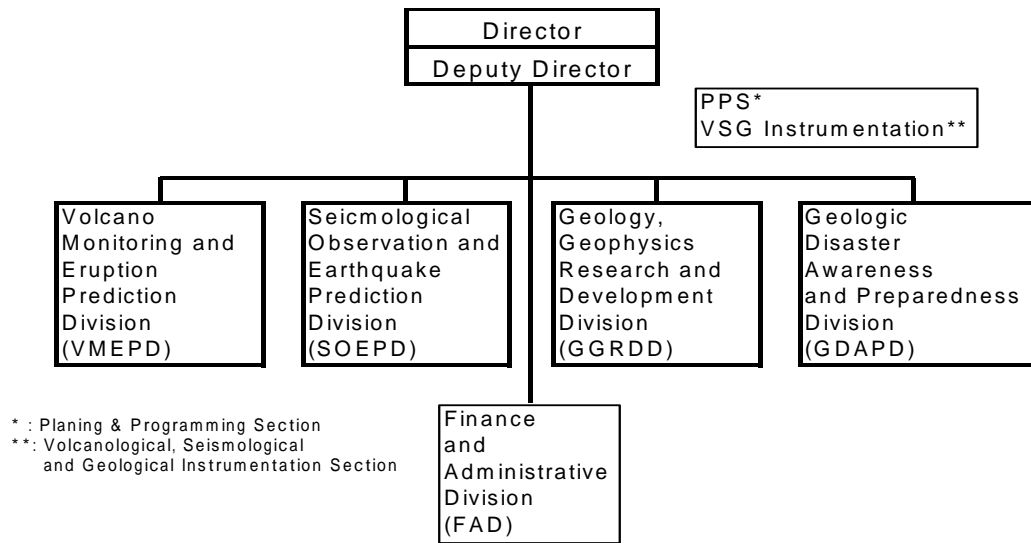 Director
Deputy Director
PPS*
VSG Instrumentation**
Volcano
Monitoring and
Eruption
Prediction
Division
(VMEPD)
Seicmological
Observation and
Earthquake
Prediction
Division
(SOEPD)
Geology,
Geophysics
Research and
Development
Division
(GGRDD)
Geologic
Disaster
Awareness
and Preparedness
Division
(GDAPD)
Finance
and
Administrative
Division
(FAD)
* : Planing & Programming Section
**: Volcanological, Seismological
and Geological Instrumentation Section